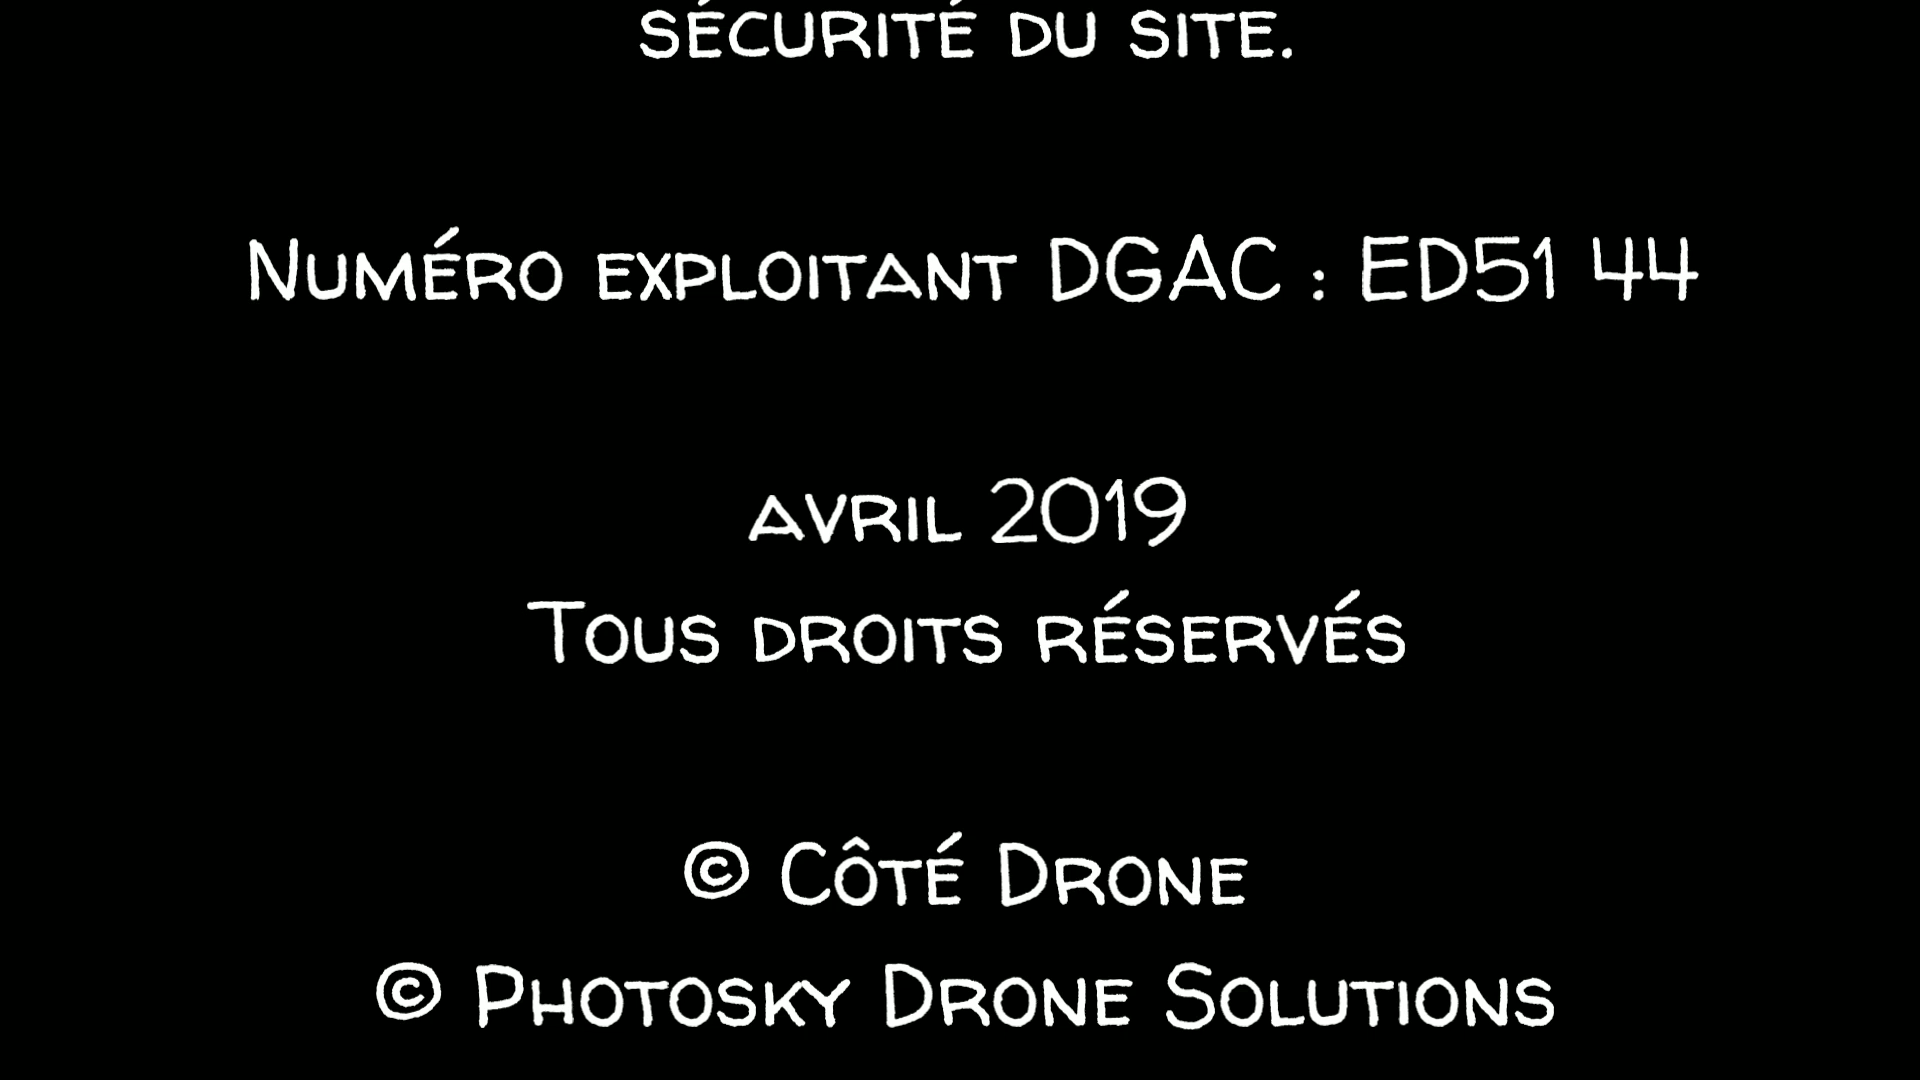 sécurité du site.
Numéro exploitant DGAC : ED51 44
avril 2019
Tous droits réservés
© Côté Drone
© Photosky Drone Solutions